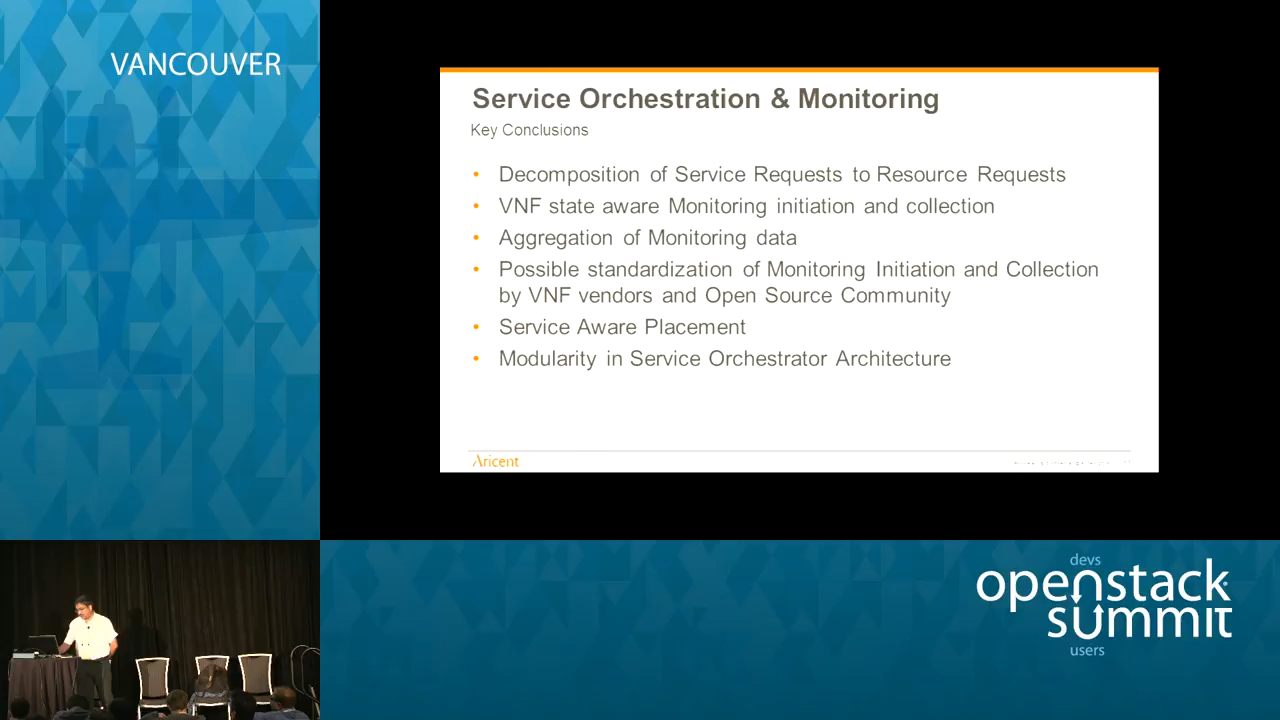 VANCOUVER
Service Orchestration & Monitoring
Key Conclusions
• Decomposition of Service Requests to Resource Requests
• VNF state aware Monitoring initiation and collection
• Aggregation of Monitoring data
• Possible standardization of Monitoring Initiation and Collection
by VNF vendors and Open Source Community
• Service Aware Placement
• Modularity in Service Orchestrator Architecture
Aricent
devs
openstack
summit
users